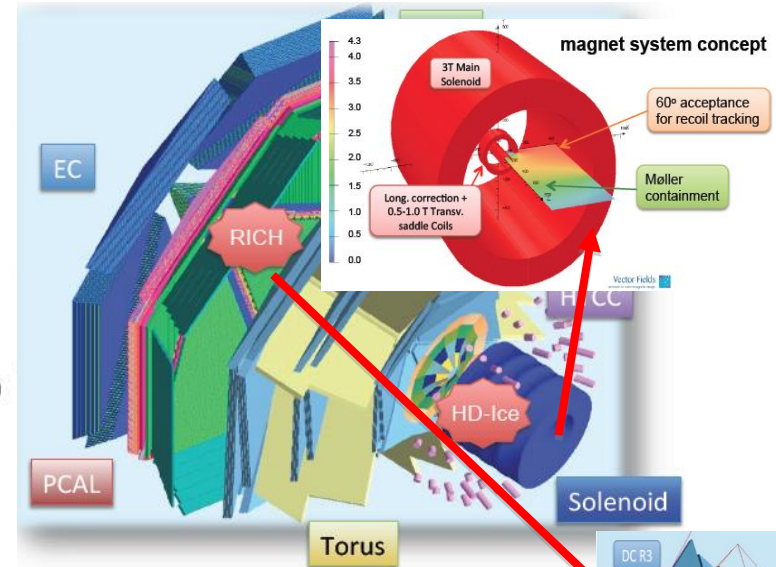 magnet system concept
4.3
4.0
3.5
3.0
2.5
2.0
1.5
1.0
0.5
0.0
3T Main
Solenoid
60º acceptance
for recoil tracking
Møller
containment
Long. correction +
0.5-1.0 T Transv.
saddle Coils
Vector Fields
EC
RICH
CC
HD-Ice
PCAL
Solenoid
Torus
DC R3